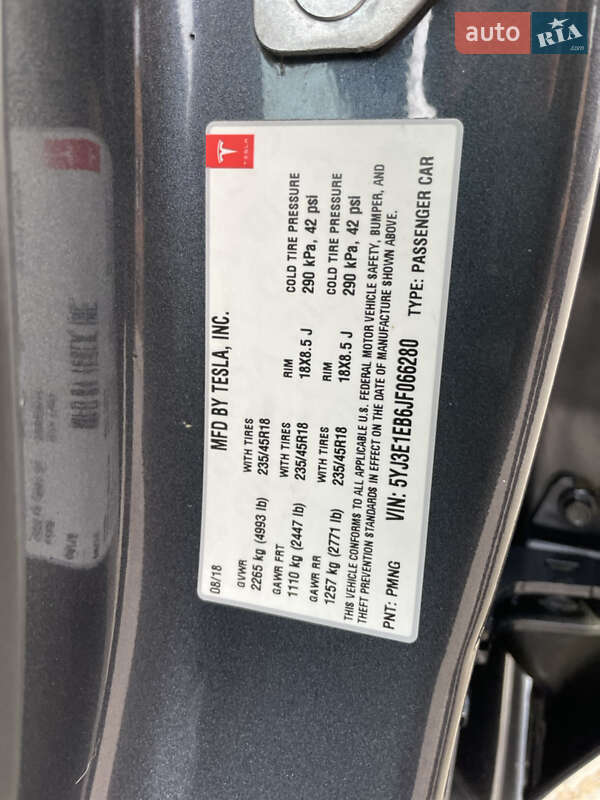 auto RIA
.com
TESLA
MFD BY TESLA, INC.
08/18
GVWR
2265 kg (4993 lb)
WITH TIRES
235/45R18
GAWR FRT WITH TIRES RIM COLD TIRE PRESSURE
1110 kg (2447 lb) 235/45R18 18X8.5 J 290 kPa, 42 psi
GAWR RR WITH TIRES RIM COLD TIRE PRESSURE
1257 kg (2771 lb) 235/45R18 18X8.5 J 290 kPa, 42 psi
THIS VEHICLE CONFORMS TO ALL APPLICABLE U.S. FEDERAL MOTOR VEHICLE SAFETY, BUMPER, AND
THEFT PREVENTION STANDARDS IN EFFECT ON THE DATE OF MANUFACTURE SHOWN ABOVE.
PNT: PMNG VIN: 5YJ3E1EB6JF066280 TYPE: PASSENGER CAR